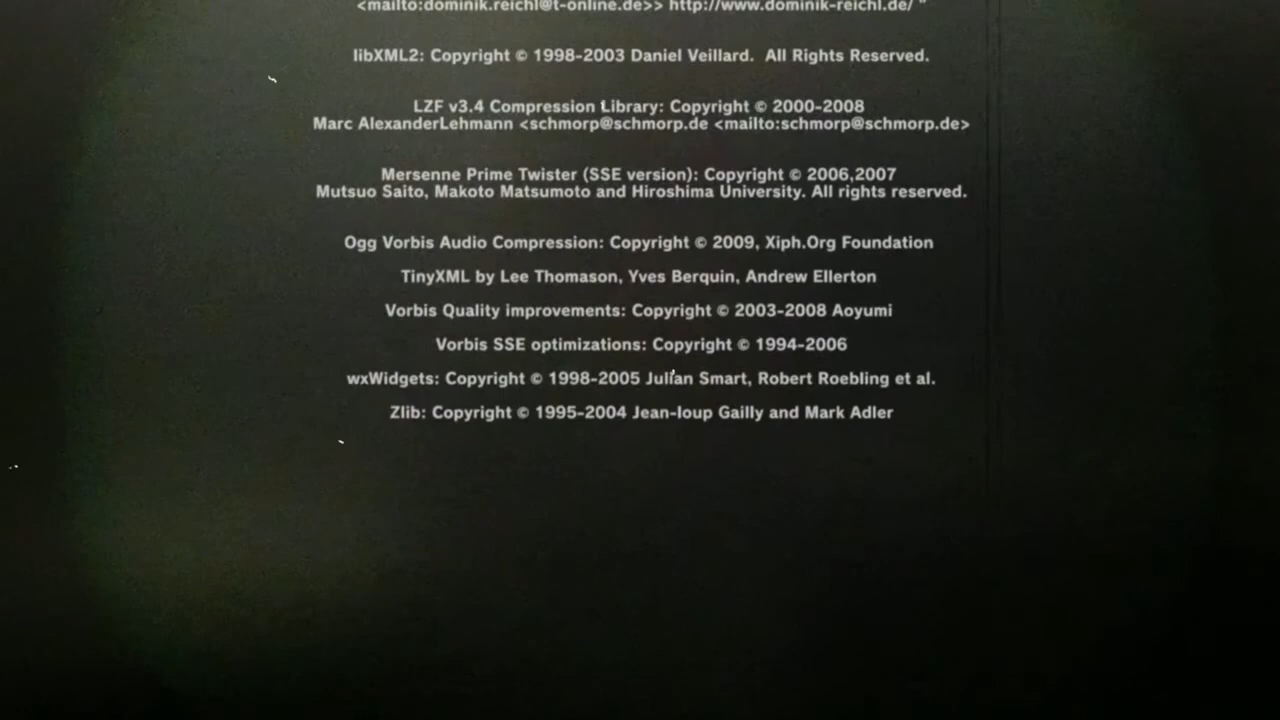 <mailto:dominik.reichl@t-online.de>> http://www.dominik-reichl.de/ "
libXML2: Copyright © 1998-2003 Daniel Veillard.  All Rights Reserved.
LZF v3.4 Compression Library: Copyright © 2000-2008
Marc AlexanderLehmann <schmorp@schmorp.de <mailto:schmorp@schmorp.de>
Mersenne Prime Twister (SSE version): Copyright © 2006,2007
Mutsuo Saito, Makoto Matsumoto and Hiroshima University. All rights reserved.
Ogg Vorbis Audio Compression: Copyright © 2009, Xiph.Org Foundation
TinyXML by Lee Thomason, Yves Berquin, Andrew Ellerton
Vorbis Quality improvements: Copyright © 2003-2008 Aoyumi
Vorbis SSE optimizations: Copyright © 1994-2006
wxWidgets: Copyright © 1998-2005 Julian Smart, Robert Roebling et al.
Zlib: Copyright © 1995-2004 Jean-loup Gailly and Mark Adler